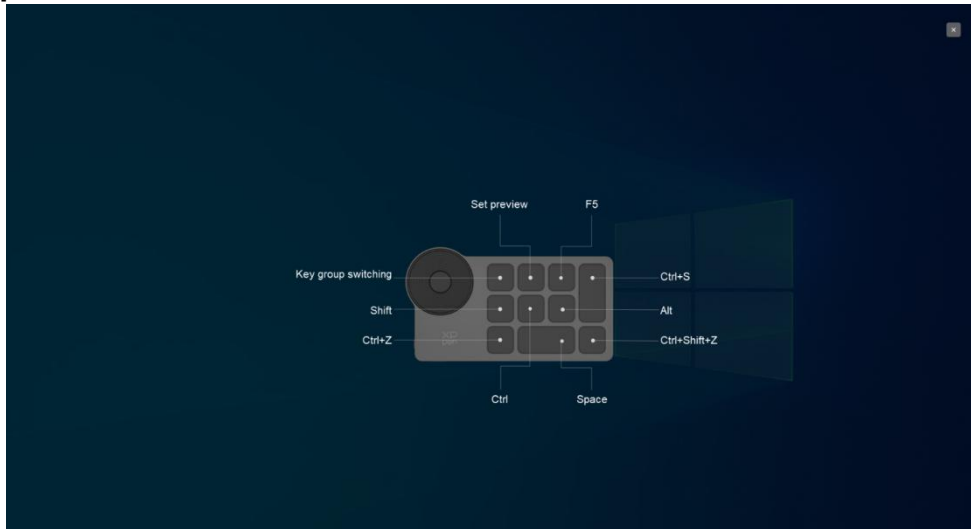 Set preview
F5
Key group switching
Ctrl+S
Shift
Alt
Ctrl+Z
Ctrl+Shift+Z
Ctrl
Space